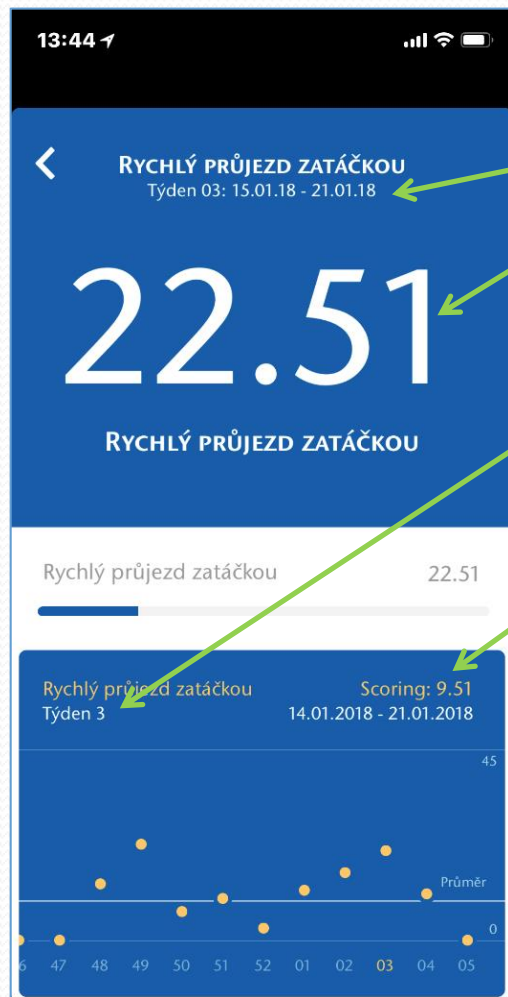 13:44
RYCHLÝ PRŮJEZD ZATÁČKOU
Týden 03: 15.01.18 - 21.01.18
22.51
RYCHLÝ PRŮJEZD ZATÁČKOU
Rychlý průjezd zatáčkou 22.51
Rychlý průjezd zatáčkou Scoring: 9.51
Týden 3 14.01.2018 - 21.01.2018
45
Průměr
0
6 47 48 49 50 51 52 01 02 03 04 05